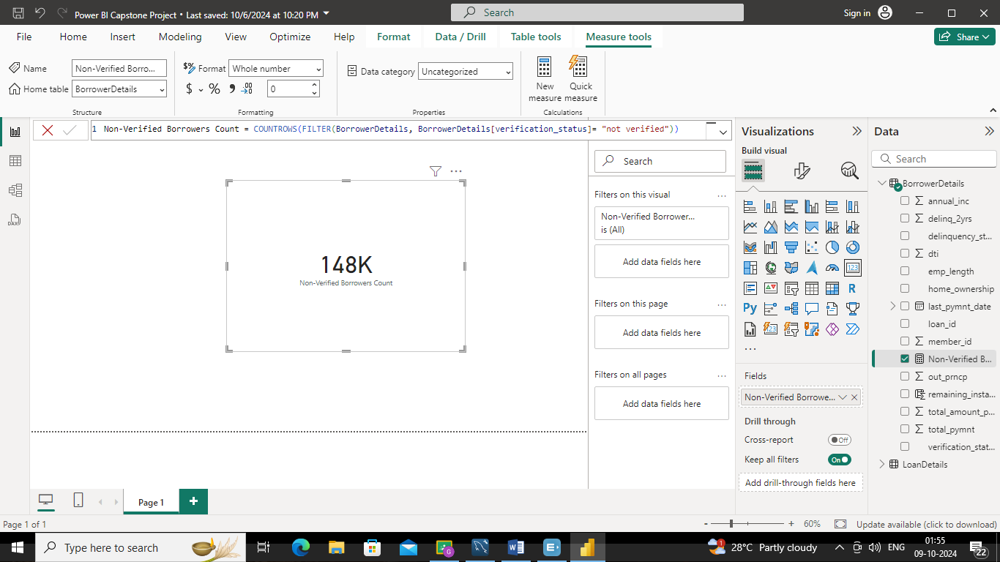 Power BI Capstone Project • Last saved: 10/6/2024 at 10:20 PM
Search
Sign in
File Home Insert Modeling View Optimize Help Format Data / Drill Table tools Measure tools
Share
Name Non-Verified Borro...
Home table BorrowerDetails
Structure
Format Whole number
$ % 0
Formatting
Data category Uncategorized
Properties
New measure
Quick measure
Calculations
1 Non-Verified Borrowers Count = COUNTROWS(FILTER(BorrowerDetails, BorrowerDetails[verification_status]= "not verified"))
DAX
148K
Non-Verified Borrowers Count
Search
Filters on this visual
Non-Verified Borrower...
is (All)
Add data fields here
Filters on this page
Add data fields here
Filters on all pages
Add data fields here
Visualizations
Build visual
123
R
Py
123
...
Fields
Non-Verified Borrowe...
Drill through
Cross-report Off
Keep all filters On
Add drill-through fields here
Data
Search
BorrowerDetails
annual_inc
delinq_2yrs
delinquency_st...
dti
emp_length
home_ownership
last_pymnt_date
loan_id
member_id
Non-Verified B...
out_prncp
remaining_insta...
total_amount_p...
total_pymnt
verification_stat...
LoanDetails
Page 1
+
Page 1 of 1
- + 60%
Update available (click to download)
Type here to search
1
28°C Partly cloudy
ENG
01:55
09-10-2024
22